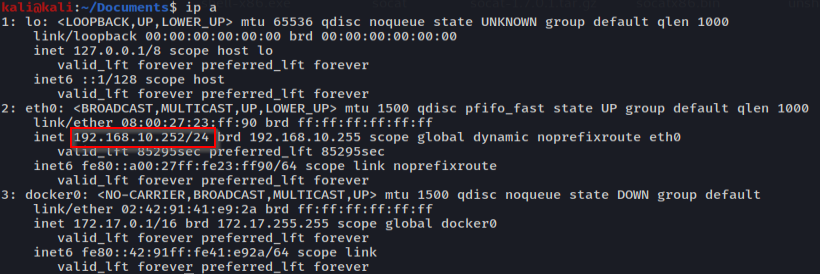 kali@kali:~/Documents$ ip a
1: lo: <LOOPBACK,UP,LOWER_UP> mtu 65536 qdisc noqueue state UNKNOWN group default qlen 1000
link/loopback 00:00:00:00:00:00 brd 00:00:00:00:00:00
inet 127.0.0.1/8 scope host lo
valid_lft forever preferred_lft forever
inet6 ::1/128 scope host
valid_lft forever preferred_lft forever
2: eth0: <BROADCAST,MULTICAST,UP,LOWER_UP> mtu 1500 qdisc pfifo_fast state UP group default qlen 1000
link/ether 08:00:27:23:ff:90 brd ff:ff:ff:ff:ff:ff
inet 192.168.10.252/24 brd 192.168.10.255 scope global dynamic noprefixroute eth0
valid_lft 85295sec preferred_lft 85295sec
inet6 fe80::a00:27ff:fe23:ff90/64 scope link noprefixroute
valid_lft forever preferred_lft forever
3: docker0: <NO-CARRIER,BROADCAST,MULTICAST,UP> mtu 1500 qdisc noqueue state DOWN group default
link/ether 02:42:91:41:e9:2a brd ff:ff:ff:ff:ff:ff
inet 172.17.0.1/16 brd 172.17.255.255 scope global docker0
valid_lft forever preferred_lft forever
inet6 fe80::42:91ff:fe41:e92a/64 scope link
valid_lft forever preferred_lft forever